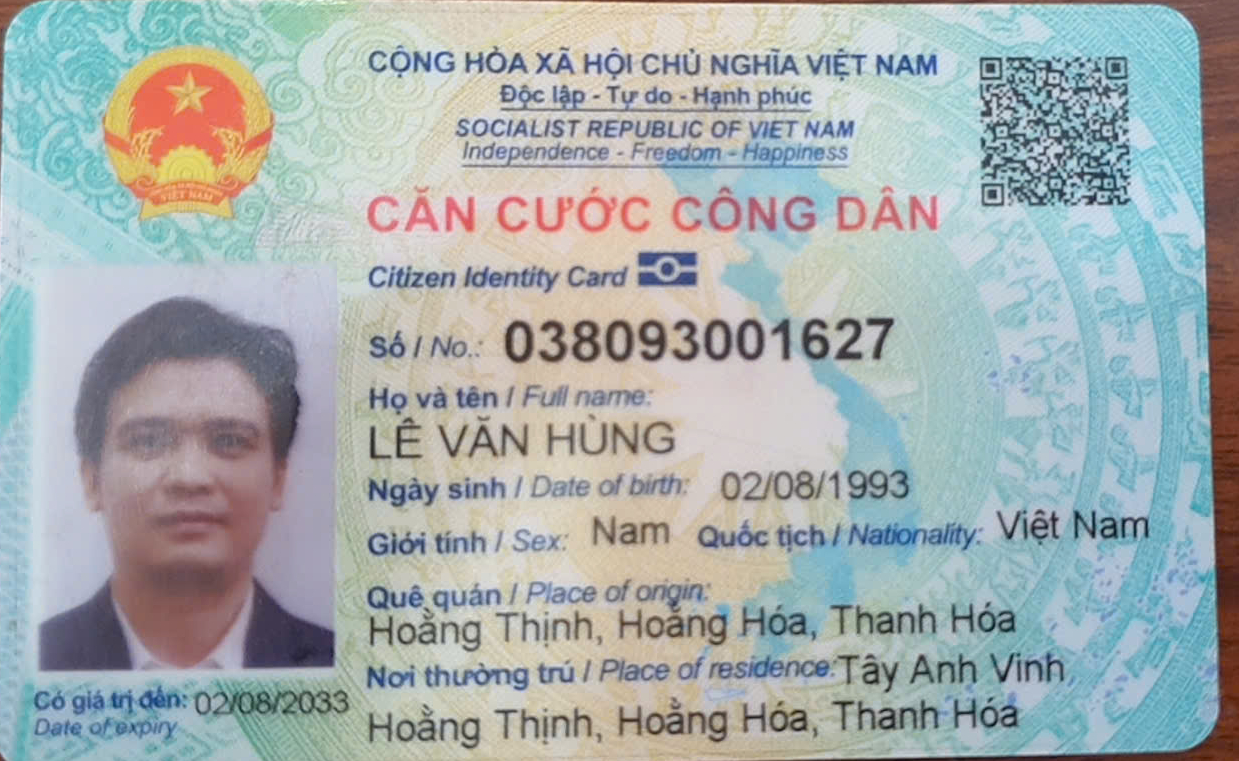 CỘNG HÒA XÃ HỘI CHỦ NGHĨA VIỆT NAM
Độc lập - Tự do - Hạnh phúc
SOCIALIST REPUBLIC OF VIET NAM
Independence - Freedom - Happiness
CĂN CƯỚC CÔNG DÂN
Citizen Identity Card
Số / No.: 038093001627
Họ và tên / Full name:
LÊ VĂN HÙNG
Ngày sinh / Date of birth: 02/08/1993
Giới tính / Sex: Nam Quốc tịch / Nationality: Việt Nam
Quê quán / Place of origin:
Hoằng Thịnh, Hoằng Hóa, Thanh Hóa
Nơi thường trú / Place of residence: Tây Anh Vinh
Hoằng Thịnh, Hoằng Hóa, Thanh Hóa
Có giá trị đến: 02/08/2033
Date of expiry
VIỆT NAM